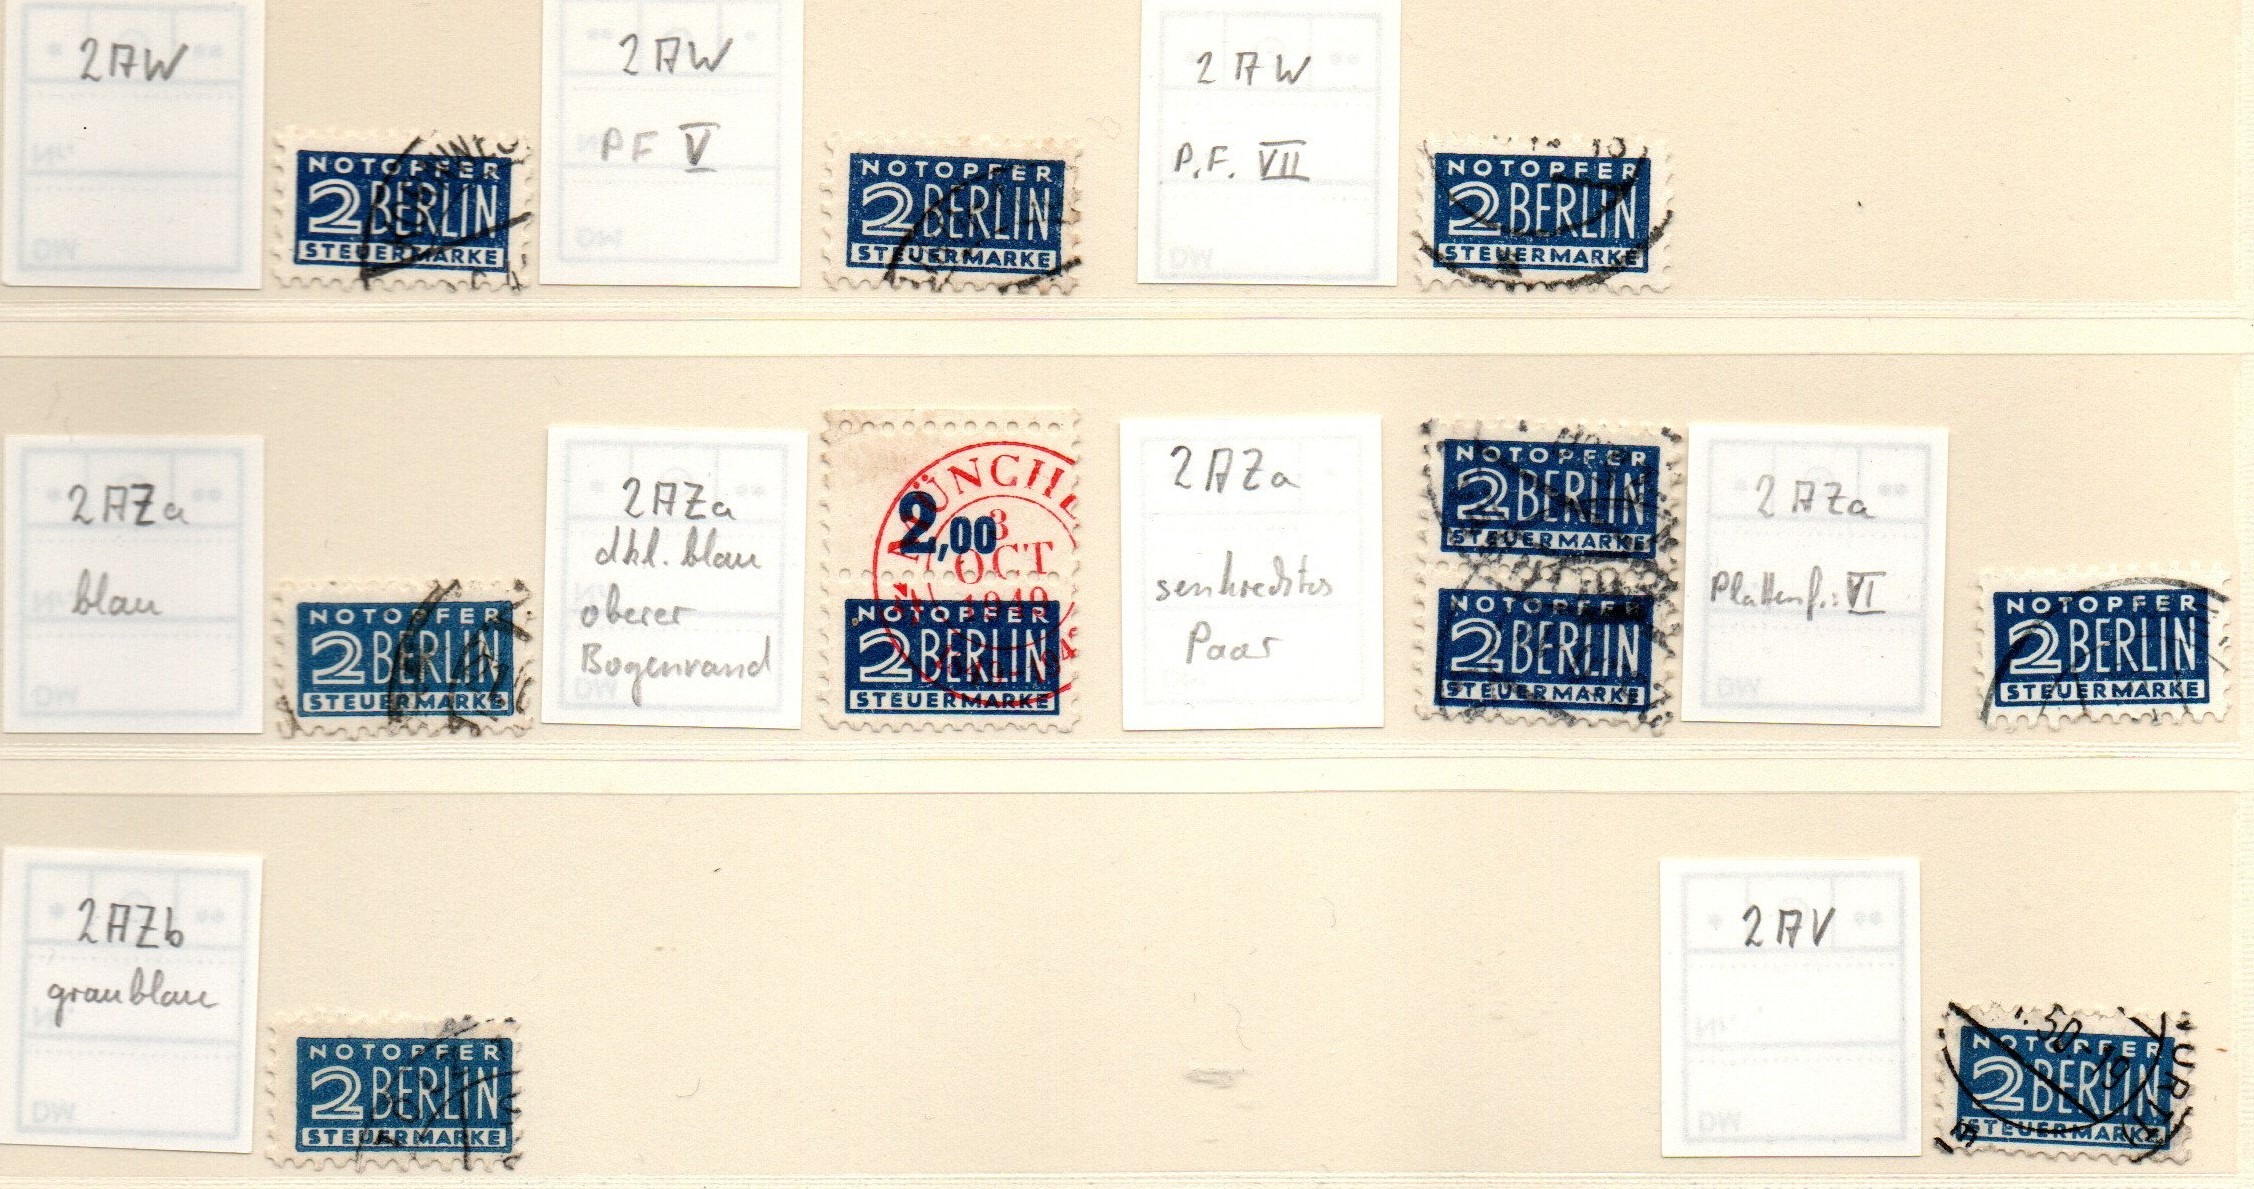 2AW
NOTOPFER
2 BERLIN
STEUERMARKE
2AW
PF V
NOTOPFER
2 BERLIN
STEUERMARKE
2AW
P.F. VII
NOTOPFER
2 BERLIN
STEUERMARKE
2AZa
blau
NOTOPFER
2 BERLIN
STEUERMARKE
2AZa
dkl. blau
oberer
Bogenrand
MÜNCHE
2,00
3
OCT
1949
NOTOPFER
2 BERLIN
STEUERMARKE
2AZa
senkrechtes
Paar
NOTOPFER
2 BERLIN
STEUERMARKE
NOTOPFER
2 BERLIN
STEUERMARKE
2AZa
Plattenf.: VI
NOTOPFER
2 BERLIN
STEUERMARKE
2AZb
graublau
NOTOPFER
2 BERLIN
STEUERMARKE
2AV
NOTOPFER
2 BERLIN
STEUERMARKE